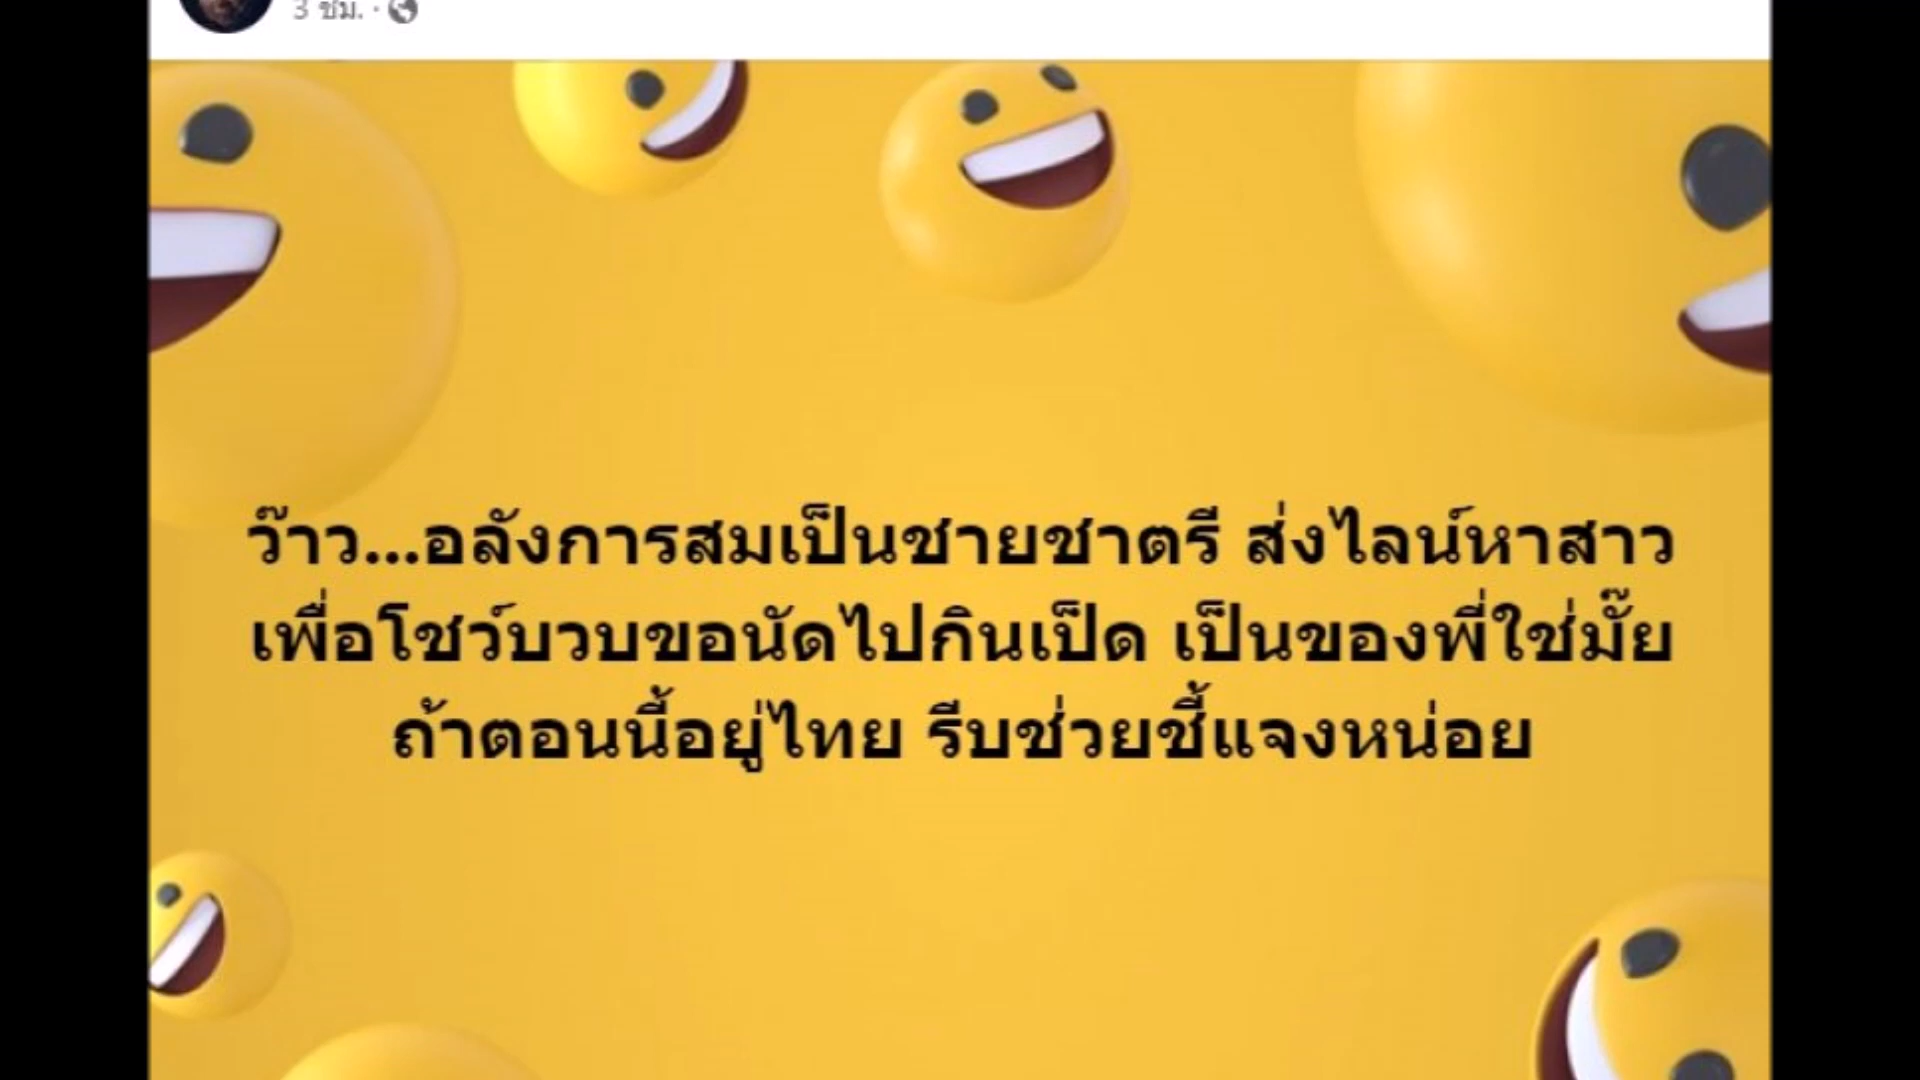 3 ชม. ·
ว๊าว...อลังการสมเป็นชายชาตรี ส่งไลน์หาสาว
เพื่อโชว์บวบขอนัดไปกินเป็ด เป็นของพี่ใช่มั๊ย
ถ้าตอนนี้อยู่ไทย รีบช่วยชี้แจงหน่อย